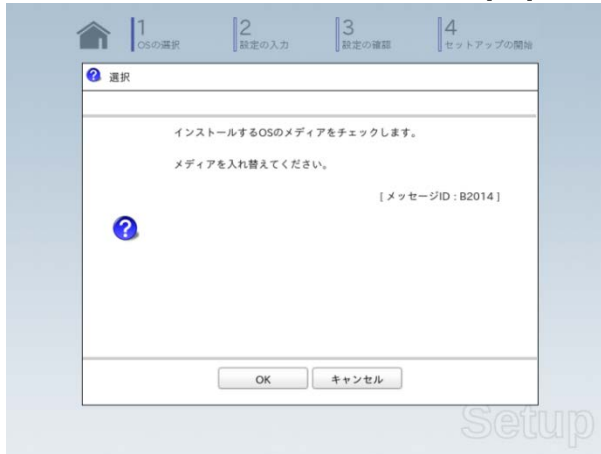 1
OSの選択
2
設定の入力
3
設定の確認
4
セットアップの開始
選択
インストールするOSのメディアをチェックします。
メディアを入れ替えてください。
[ メッセージID : B2014 ]
OK
キャンセル
Setup